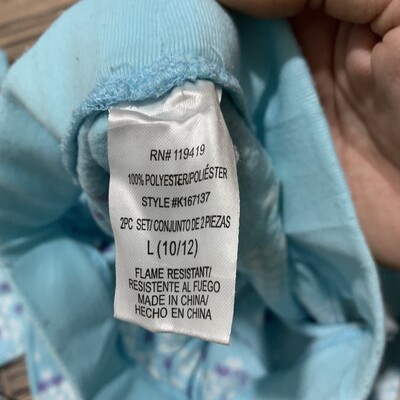 RN# 119419
100% POLYESTER/POLIÉSTER
STYLE #K167137
2PC SET/CONJUNTO DE 2 PIEZAS
L (10/12)
FLAME RESISTANT/
RESISTENTE AL FUEGO
MADE IN CHINA/
HECHO EN CHINA